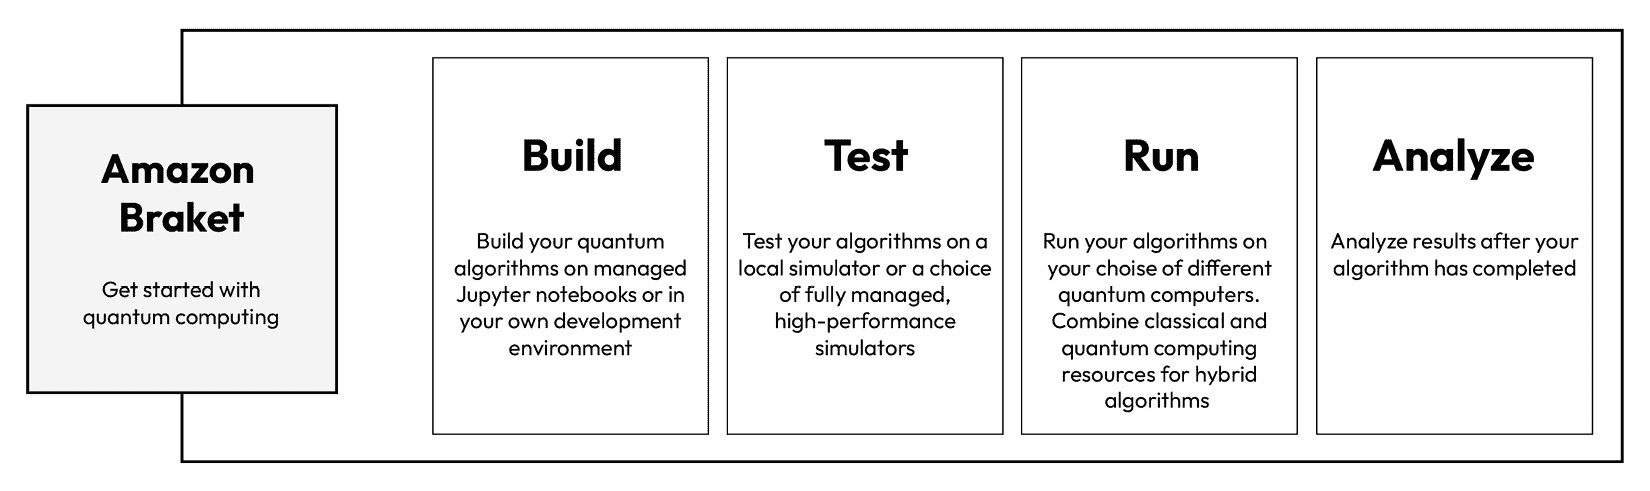 Amazon
Braket
Get started with
quantum computing
Build
Build your quantum
algorithms on managed
Jupyter notebooks or in
your own development
environment
Test
Test your algorithms on a
local simulator or a choice
of fully managed,
high-performance
simulators
Run
Run your algorithms on
your choise of different
quantum computers.
Combine classical and
quantum computing
resources for hybrid
algorithms
Analyze
Analyze results after your
algorithm has completed